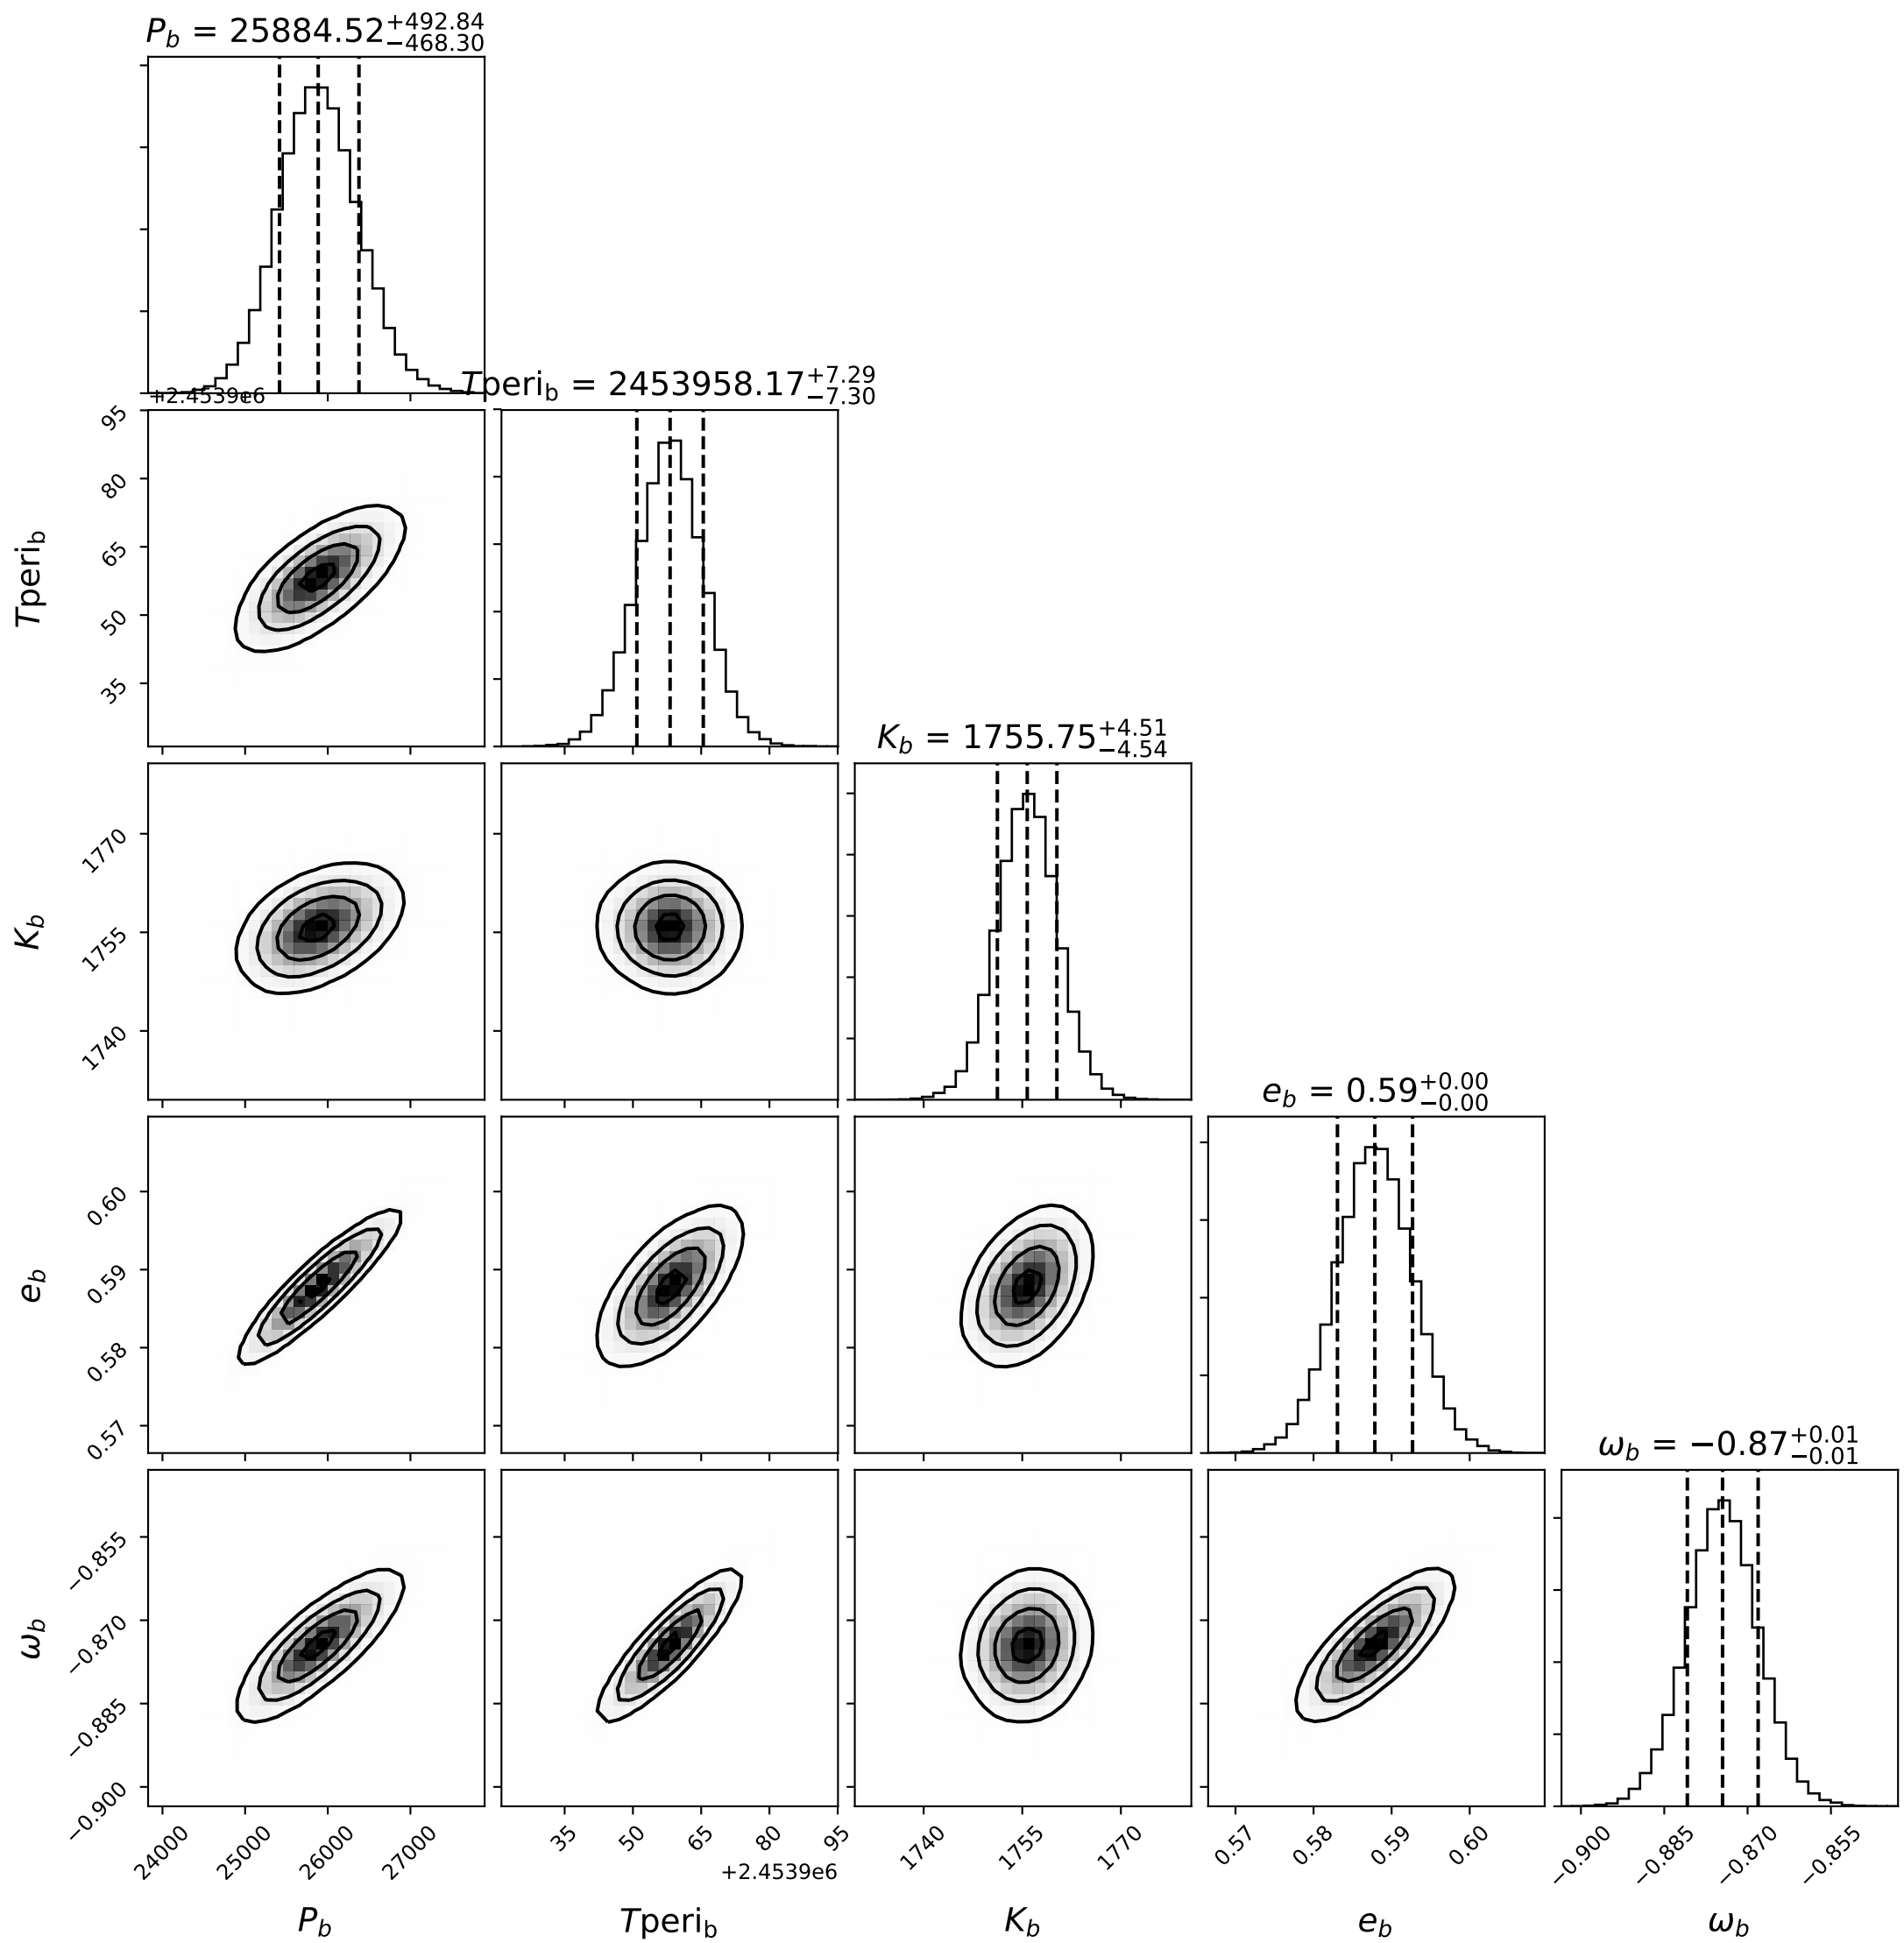 P_b = 25884.52^{+492.84}_{−468.30}
+2.4539e6
Tperi_b = 2453958.17^{+7.29}_{−7.30}
95
80
65
50
35
Tperi_b
K_b = 1755.75^{+4.51}_{−4.54}
1770
1755
1740
K_b
e_b = 0.59^{+0.00}_{−0.00}
0.60
0.59
0.58
0.57
e_b
ω_b = −0.87^{+0.01}_{−0.01}
−0.855
−0.870
−0.885
−0.900
ω_b
24000 25000 26000 27000
35 50 65 80 95
+2.4539e6
1740 1755 1770
0.57 0.58 0.59 0.60
−0.900 −0.885 −0.870 −0.855
P_b
Tperi_b
K_b
e_b
ω_b